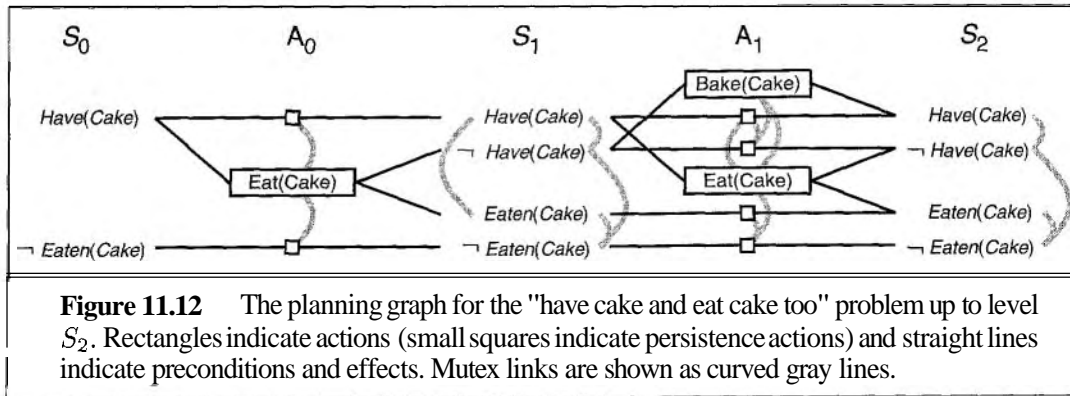 S₀ A₀ S₁ A₁ S₂
Bake(Cake)
Have(Cake) Have(Cake) Have(Cake)
¬ Have(Cake) ¬ Have(Cake)
Eat(Cake) Eat(Cake)
Eaten(Cake) Eaten(Cake)
¬ Eaten(Cake) ¬ Eaten(Cake) ¬ Eaten(Cake)
Figure 11.12 The planning graph for the "have cake and eat cake too" problem up to level
S₂. Rectangles indicate actions (small squares indicate persistence actions) and straight lines
indicate preconditions and effects. Mutex links are shown as curved gray lines.